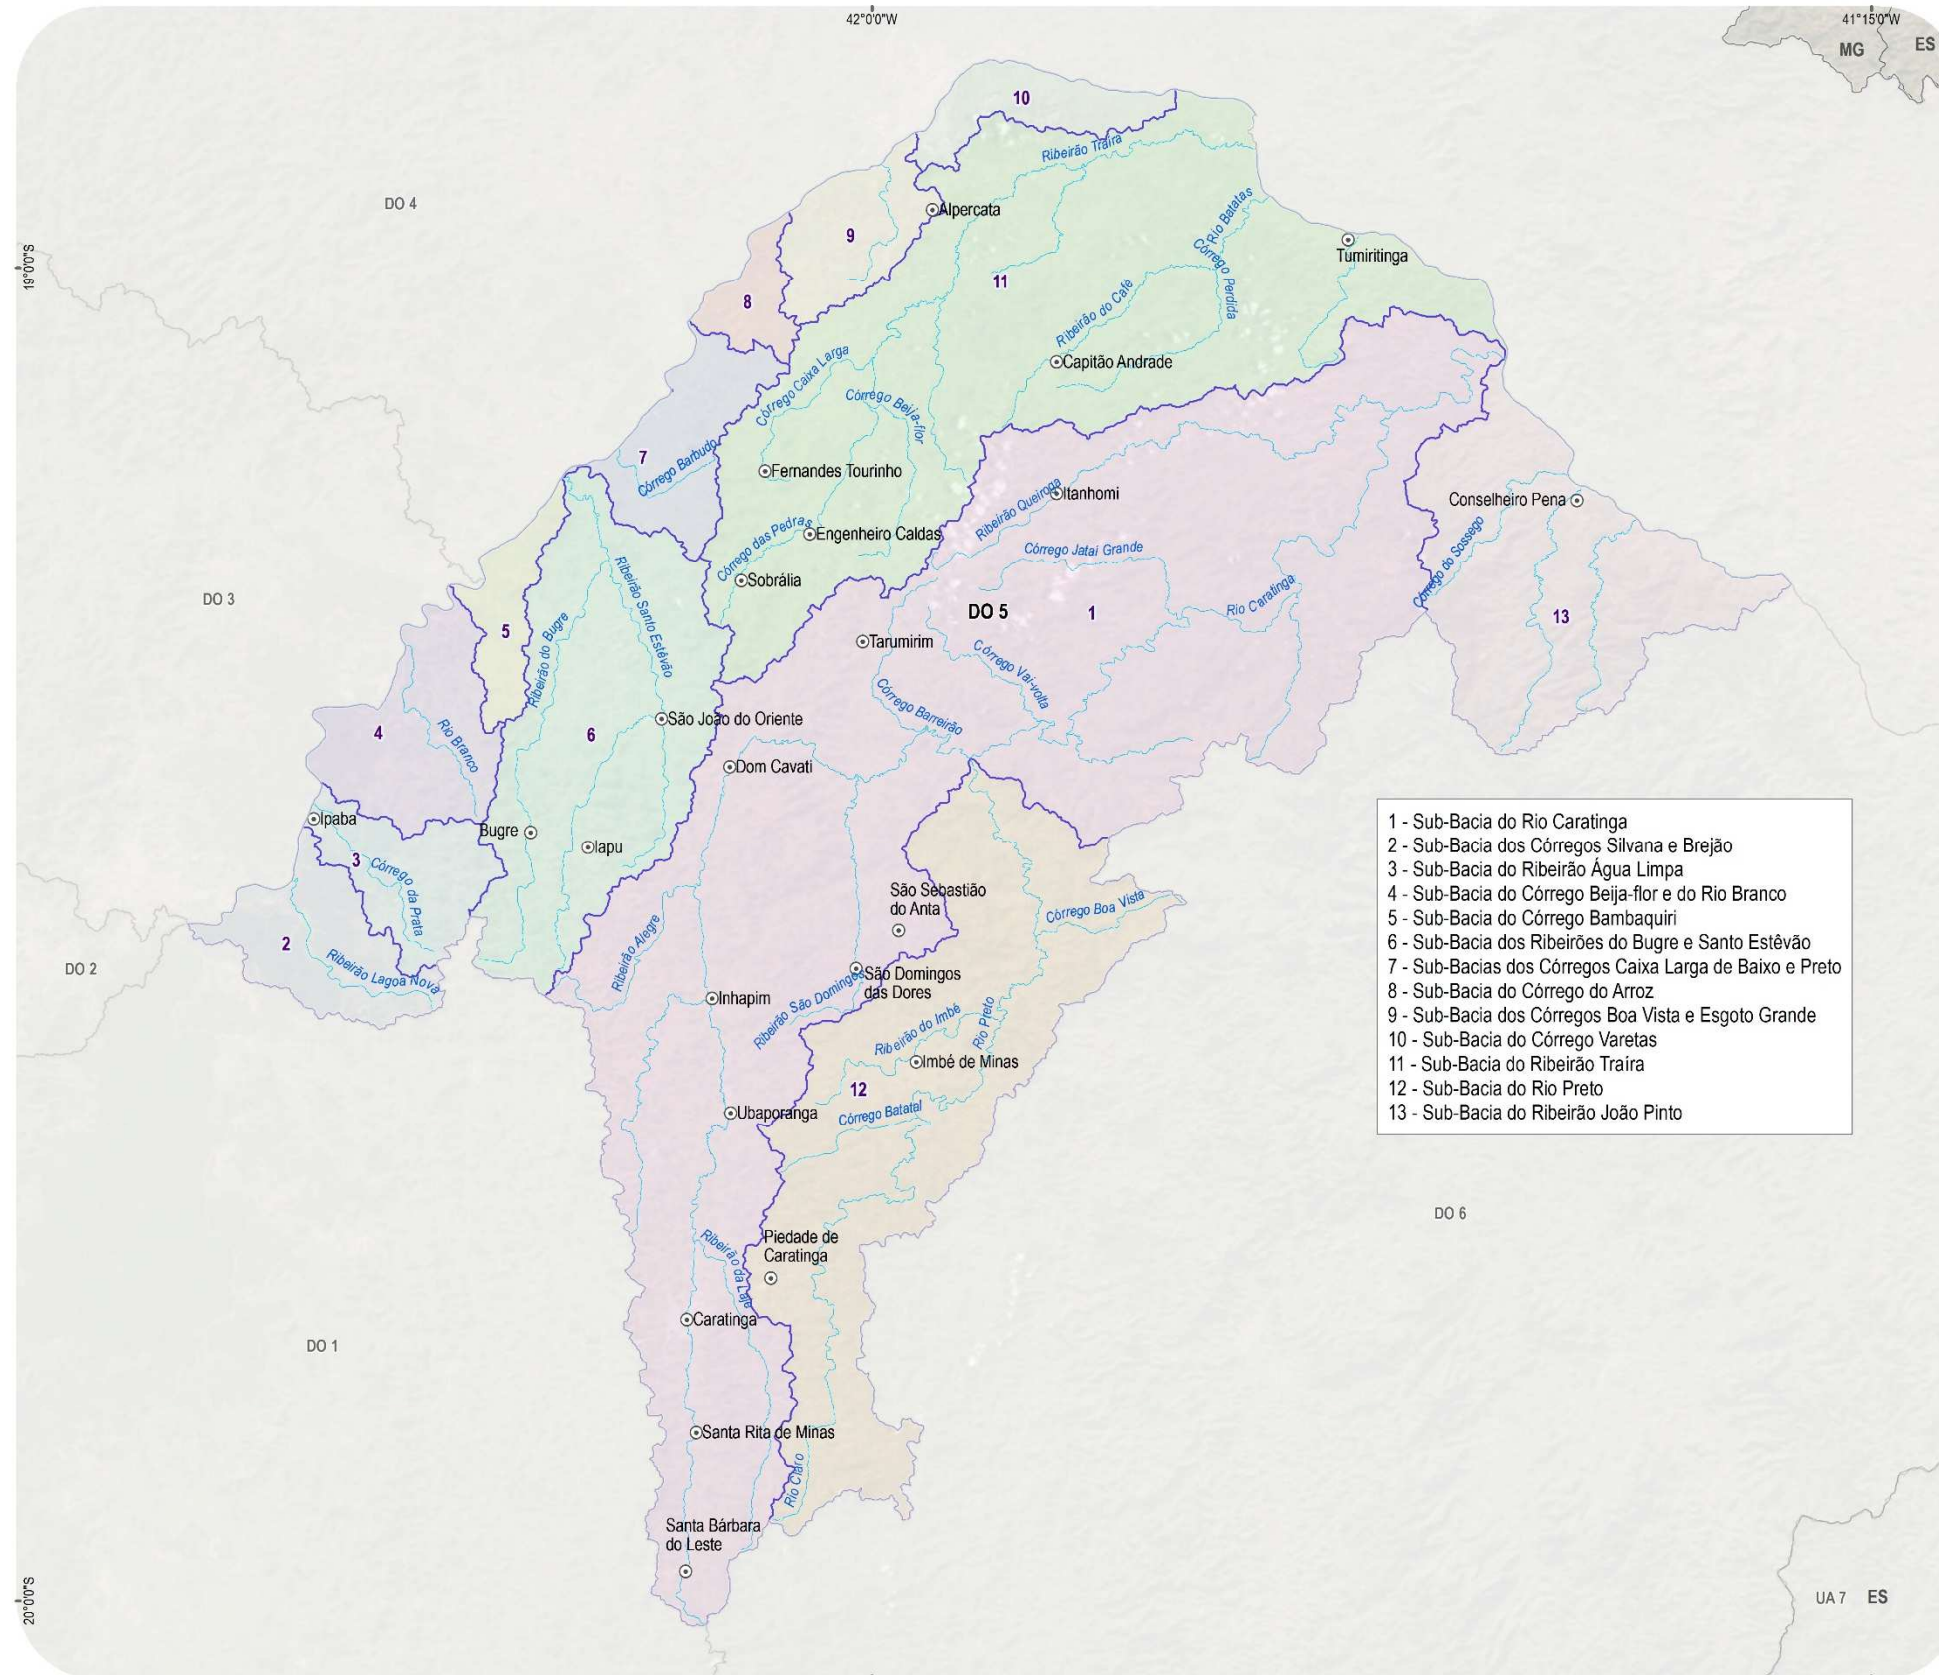 42°0'0"W
41°15'0"W
MG
ES
10
Ribeirão Traíra
DO 4
Alpercata
Rio Batatas
9
Córrego Perdida
Tumiritinga
19°0'0"S
11
8
Ribeirão do Café
Córrego Caixa Larga
Capitão Andrade
Córrego Beija-flor
7
Córrego Barbudo
Fernandes Tourinho
Ribeirão Queiroga
Itanhomi
Conselheiro Pena
Córrego das Pedras
Engenheiro Caldas
Córrego Jataí Grande
Córrego do Sossego
Sobrália
DO 3
Ribeirão Santo Estêvão
Rio Caratinga
DO 5
1
13
5
Ribeirão do Bugre
Tarumirim
Córrego Vai-volta
Córrego Barreirão
São João do Oriente
4
Rio Branco
6
Dom Cavati
Ipaba
Bugre
Iapu
3
Córrego da Prata
São Sebastião
do Anta
Córrego Boa Vista
2
Ribeirão Alegre
DO 2
Ribeirão Lagoa Nova
São Domingos
das Dores
Inhapim
Ribeirão São Domingos
Ribeirão do Imbé
Rio Preto
Imbé de Minas
12
Ubaporanga
Córrego Batatal
1 - Sub-Bacia do Rio Caratinga
2 - Sub-Bacia dos Córregos Silvana e Brejão
3 - Sub-Bacia do Ribeirão Água Limpa
4 - Sub-Bacia do Córrego Beija-flor e do Rio Branco
5 - Sub-Bacia do Córrego Bambaquiri
6 - Sub-Bacia dos Ribeirões do Bugre e Santo Estêvão
7 - Sub-Bacias dos Córregos Caixa Larga de Baixo e Preto
8 - Sub-Bacia do Córrego do Arroz
9 - Sub-Bacia dos Córregos Boa Vista e Esgoto Grande
10 - Sub-Bacia do Córrego Varetas
11 - Sub-Bacia do Ribeirão Traíra
12 - Sub-Bacia do Rio Preto
13 - Sub-Bacia do Ribeirão João Pinto
DO 6
Ribeirão da Laje
Piedade de
Caratinga
Caratinga
DO 1
Santa Rita de Minas
Rio Claro
Santa Bárbara
do Leste
20°0'0"S
UA 7
ES